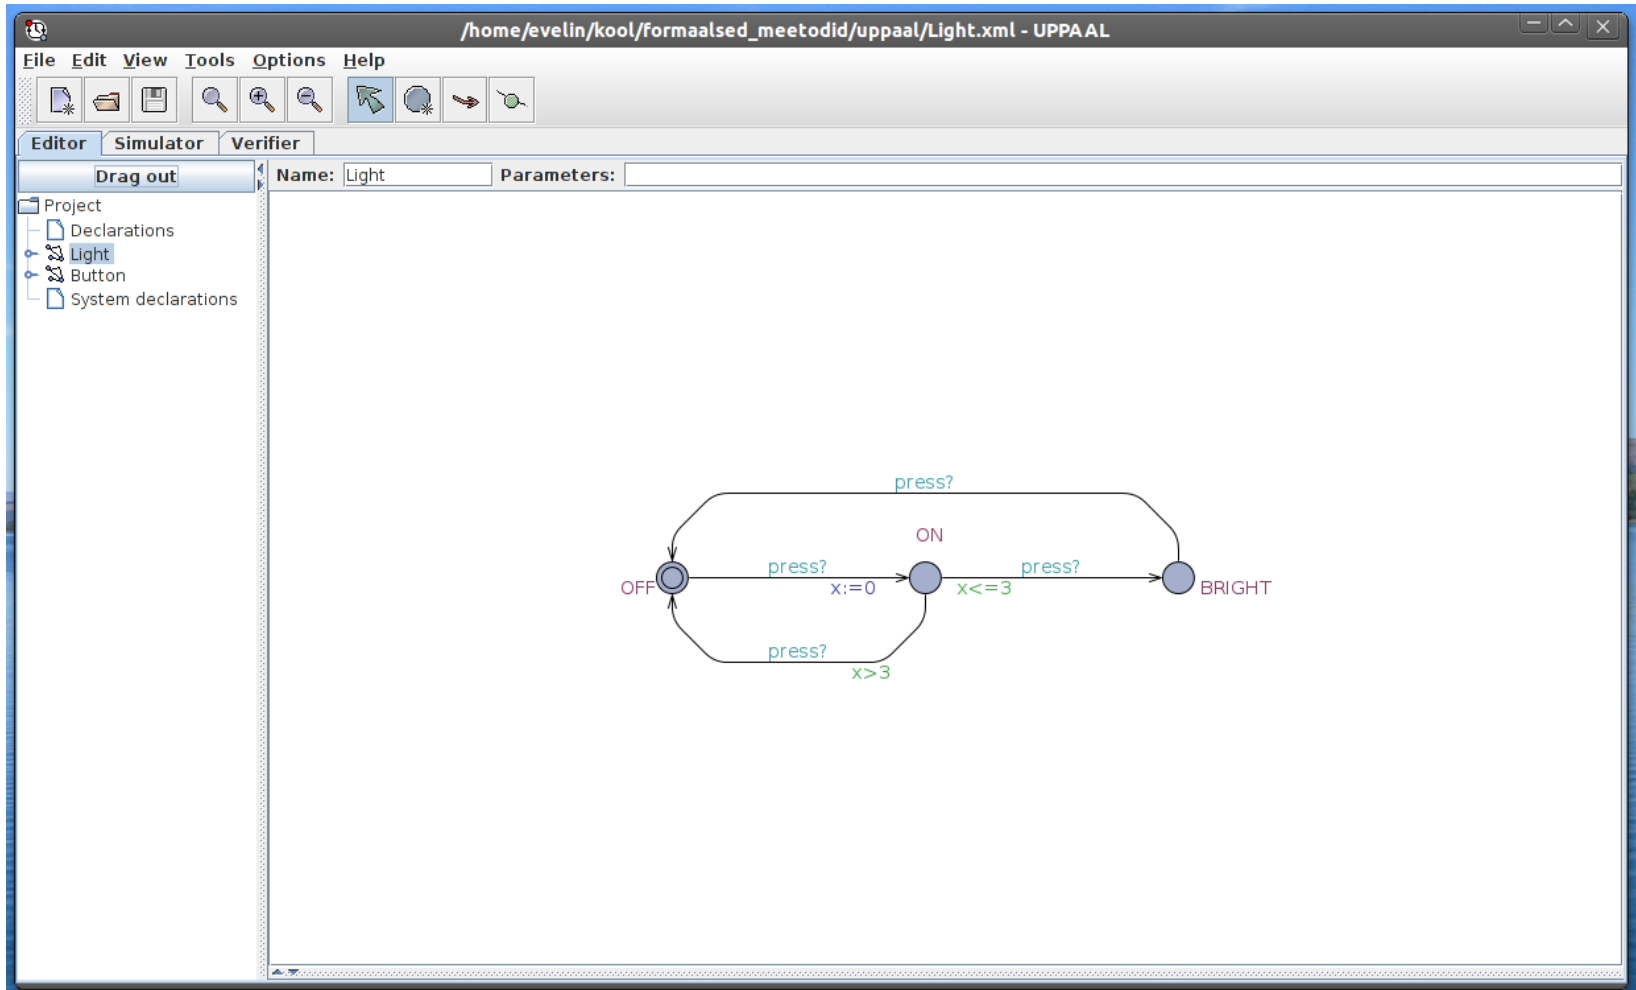 /home/evelin/kool/formaalsed_meetodid/uppaal/Light.xml - UPPAAL
File Edit View Tools Options Help
Editor Simulator Verifier
Drag out
Name: Light Parameters:
Project
Declarations
Light
Button
System declarations
press?
ON
press? press?
OFF x:=0 x<=3 BRIGHT
press?
x>3